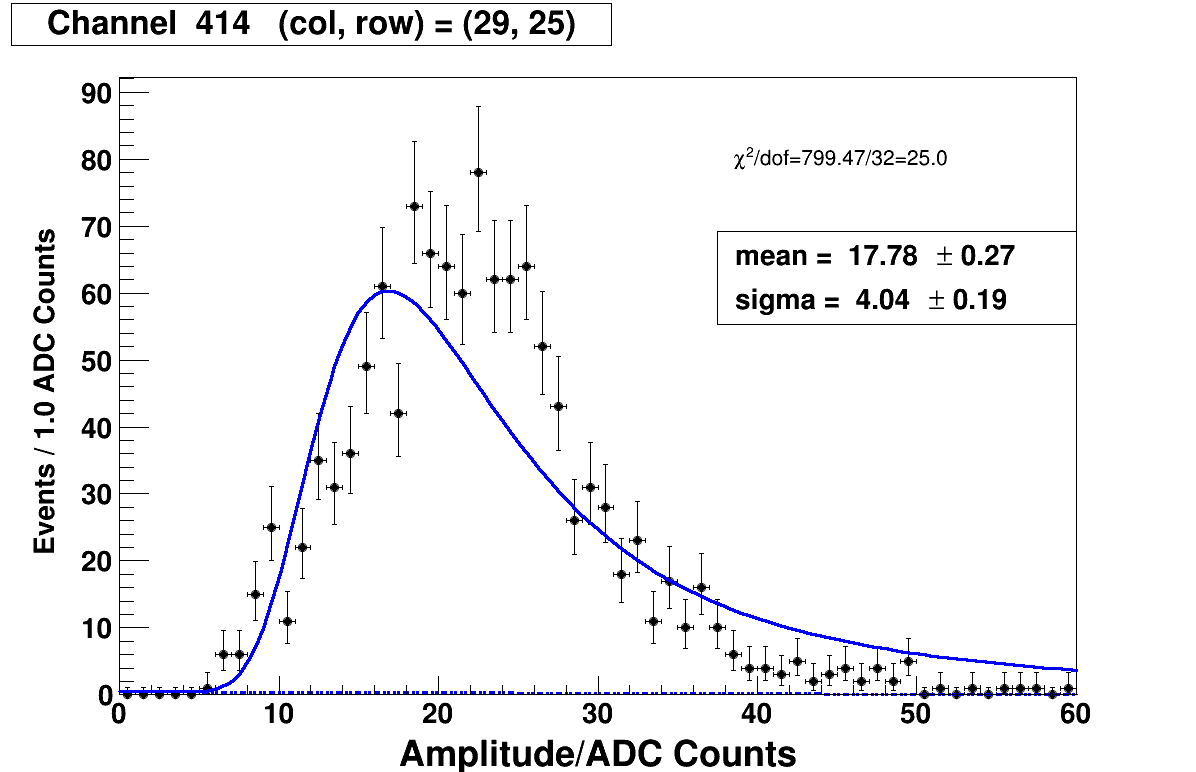 Channel 414 (col, row) = (29, 25)
90
80
70
60
50
40
30
20
10
0
Events / 1.0 ADC Counts
χ²/dof=799.47/32=25.0
mean = 17.78 ± 0.27
sigma = 4.04 ± 0.19
0 10 20 30 40 50 60
Amplitude/ADC Counts